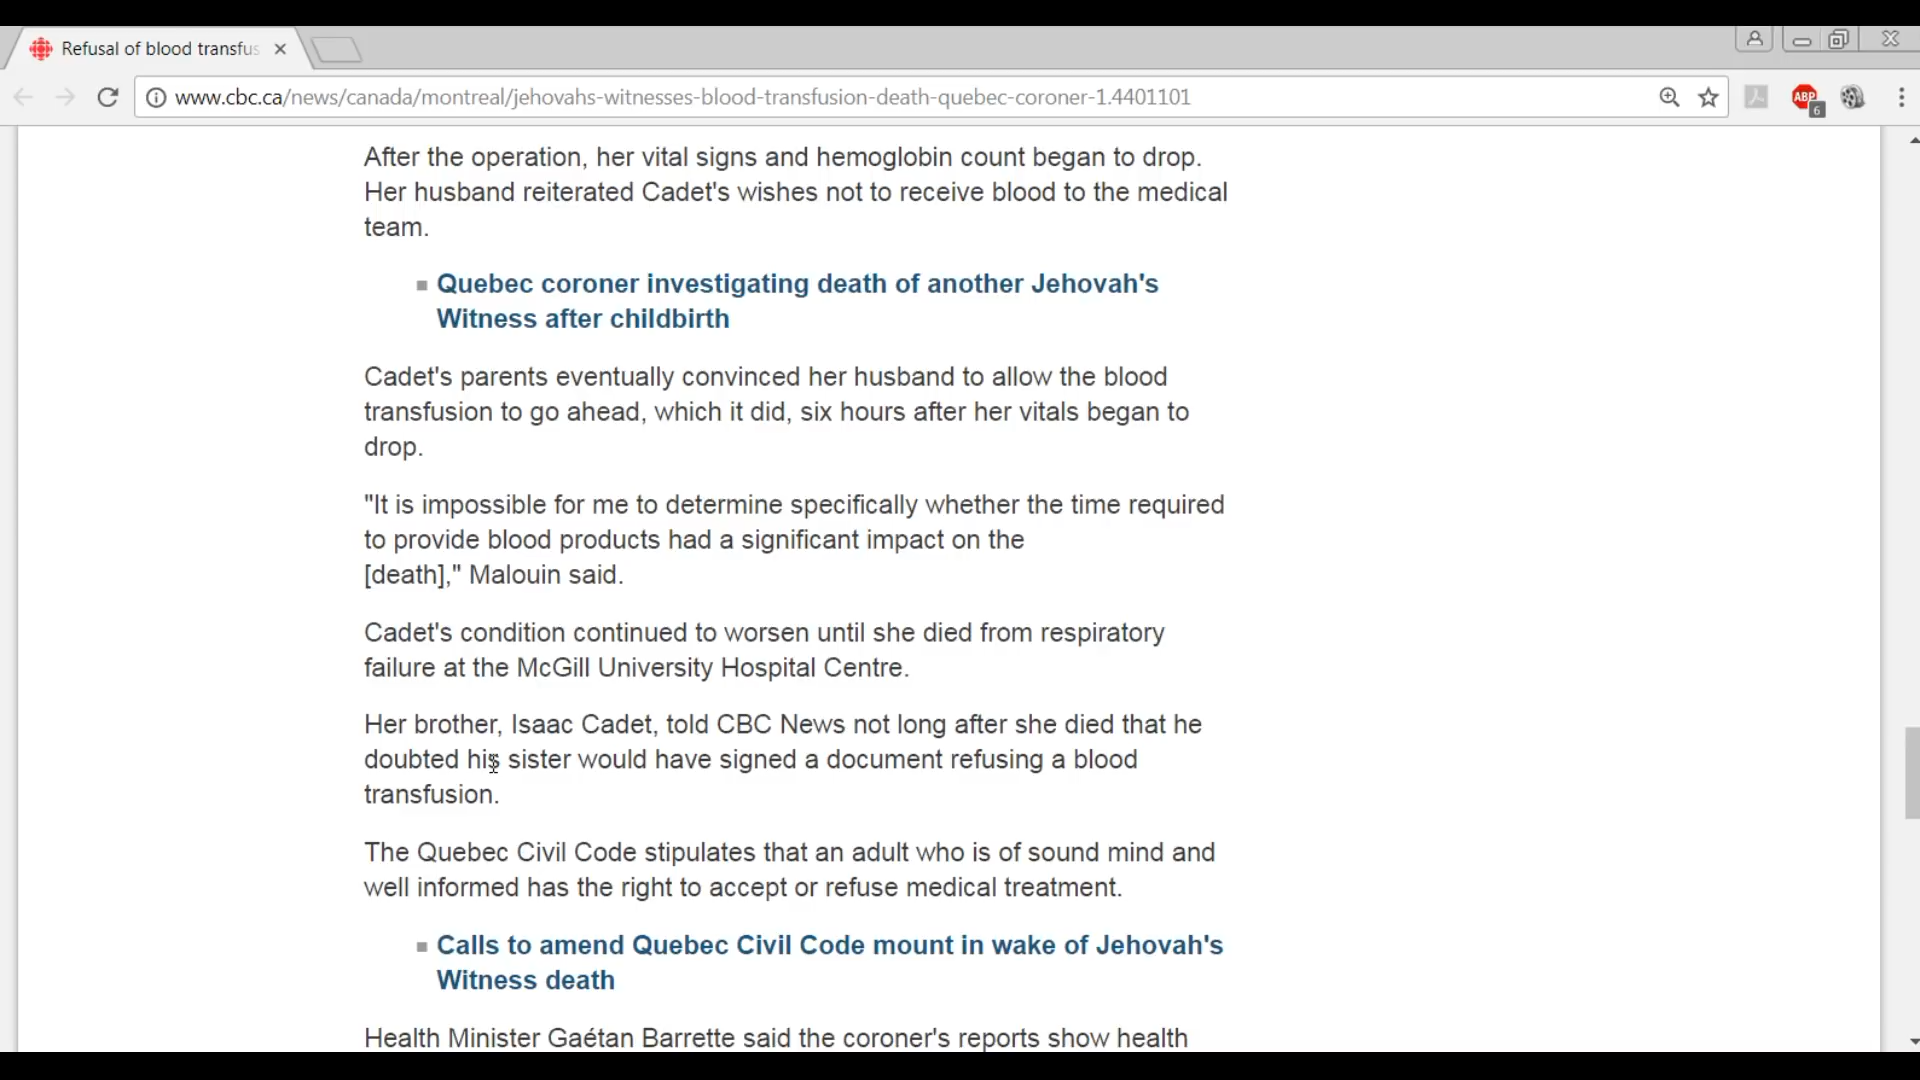 Refusal of blood transfus
www.cbc.ca/news/canada/montreal/jehovahs-witnesses-blood-transfusion-death-quebec-coroner-1.4401101
ABP
6
After the operation, her vital signs and hemoglobin count began to drop.
Her husband reiterated Cadet's wishes not to receive blood to the medical
team.
Quebec coroner investigating death of another Jehovah's
Witness after childbirth
Cadet's parents eventually convinced her husband to allow the blood
transfusion to go ahead, which it did, six hours after her vitals began to
drop.
"It is impossible for me to determine specifically whether the time required
to provide blood products had a significant impact on the
[death]," Malouin said.
Cadet's condition continued to worsen until she died from respiratory
failure at the McGill University Hospital Centre.
Her brother, Isaac Cadet, told CBC News not long after she died that he
doubted his sister would have signed a document refusing a blood
transfusion.
The Quebec Civil Code stipulates that an adult who is of sound mind and
well informed has the right to accept or refuse medical treatment.
Calls to amend Quebec Civil Code mount in wake of Jehovah's
Witness death
Health Minister Gaétan Barrette said the coroner's reports show health